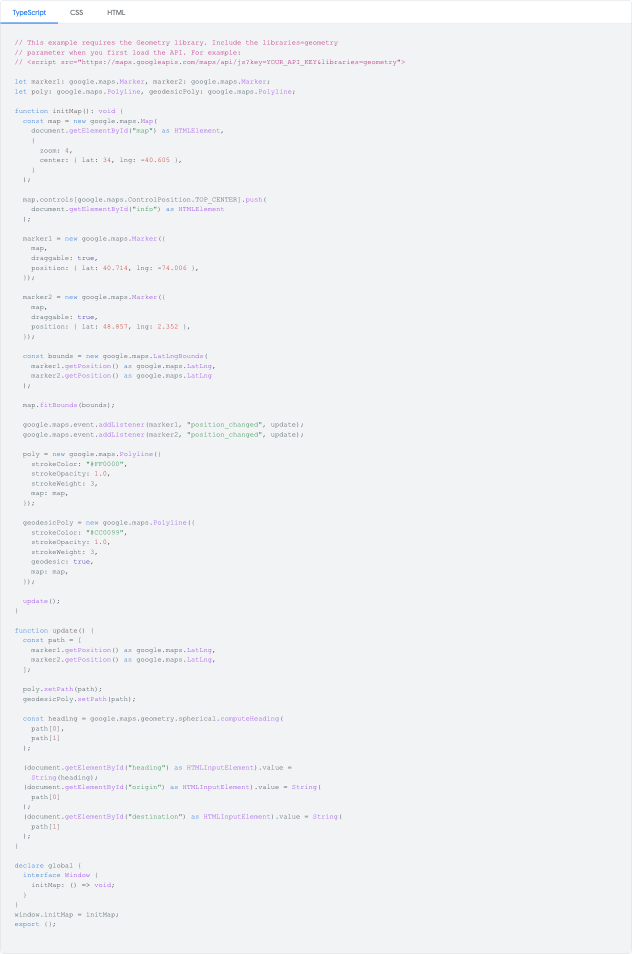 TypeScript CSS HTML
// This example requires the Geometry library. Include the libraries=geometry
// parameter when you first load the API. For example:
// <script src="https://maps.googleapis.com/maps/api/js?key=YOUR_API_KEY&libraries=geometry">
let marker1: google.maps.Marker, marker2: google.maps.Marker;
let poly: google.maps.Polyline, geodesicPoly: google.maps.Polyline;
function initMap(): void {
const map = new google.maps.Map(
document.getElementById("map") as HTMLElement,
{
zoom: 4,
center: { lat: 34, lng: -40.605 },
}
);
map.controls[google.maps.ControlPosition.TOP_CENTER].push(
document.getElementById("info") as HTMLElement
);
marker1 = new google.maps.Marker({
map,
draggable: true,
position: { lat: 40.714, lng: -74.006 },
});
marker2 = new google.maps.Marker({
map,
draggable: true,
position: { lat: 48.857, lng: 2.352 },
});
const bounds = new google.maps.LatLngBounds(
marker1.getPosition() as google.maps.LatLng,
marker2.getPosition() as google.maps.LatLng
);
map.fitBounds(bounds);
google.maps.event.addListener(marker1, "position_changed", update);
google.maps.event.addListener(marker2, "position_changed", update);
poly = new google.maps.Polyline({
strokeColor: "#FF0000",
strokeOpacity: 1.0,
strokeWeight: 3,
map: map,
});
geodesicPoly = new google.maps.Polyline({
strokeColor: "#CC0099",
strokeOpacity: 1.0,
strokeWeight: 3,
geodesic: true,
map: map,
});
update();
}
function update() {
const path = [
marker1.getPosition() as google.maps.LatLng,
marker2.getPosition() as google.maps.LatLng,
];
poly.setPath(path);
geodesicPoly.setPath(path);
const heading = google.maps.geometry.spherical.computeHeading(
path[0],
path[1]
);
(document.getElementById("heading") as HTMLInputElement).value =
String(heading);
(document.getElementById("origin") as HTMLInputElement).value = String(
path[0]
);
(document.getElementById("destination") as HTMLInputElement).value = String(
path[1]
);
}
declare global {
interface Window {
initMap: () => void;
}
}
window.initMap = initMap;
export {};